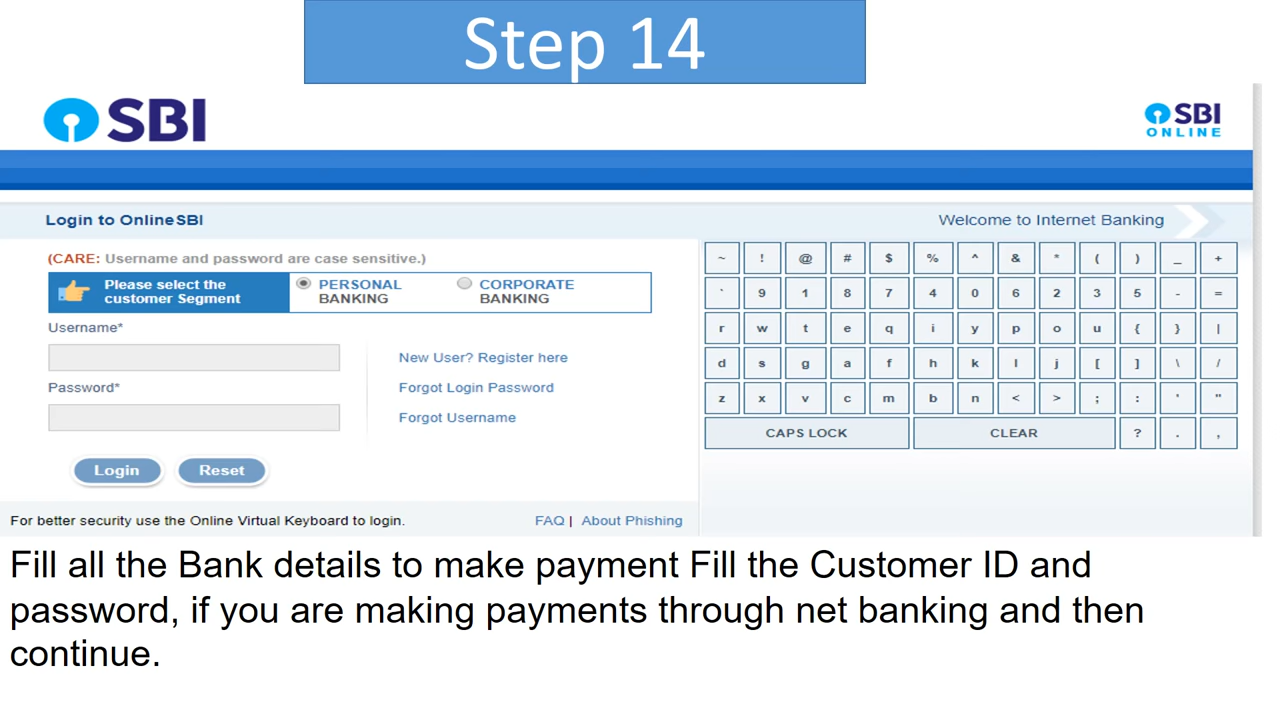 Step 14
SBI
SBI
ONLINE
Login to OnlineSBI
Welcome to Internet Banking
(CARE: Username and password are case sensitive.)
Please select the
customer Segment
PERSONAL
BANKING
CORPORATE
BANKING
Username*
New User? Register here
Password*
Forgot Login Password
Forgot Username
Login Reset
For better security use the Online Virtual Keyboard to login.
FAQ | About Phishing
~ ! @ # $ % ^ & * ( ) _ +
` 9 1 8 7 4 0 6 2 3 5 - =
r w t e q i y p o u { } |
d s g a f h k l j [ ] \ /
z x v c m b n < > ; : ' "
CAPS LOCK CLEAR ? . ,
Fill all the Bank details to make payment Fill the Customer ID and
password, if you are making payments through net banking and then
continue.